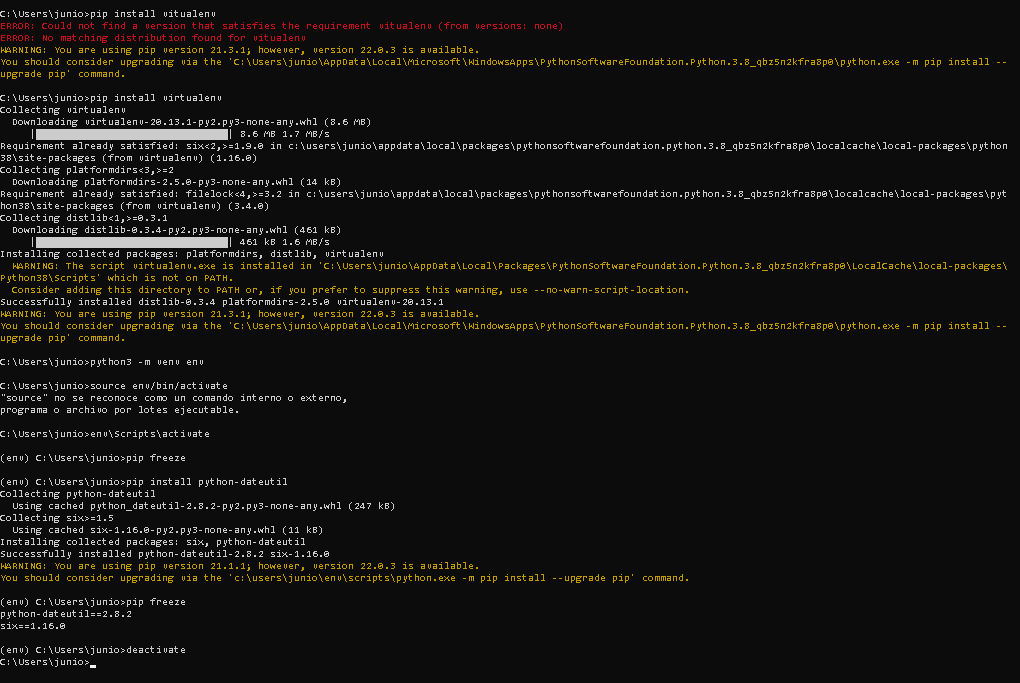 C:\Users\junio>pip install vitualenv
ERROR: Could not find a version that satisfies the requirement vitualenv (from versions: none)
ERROR: No matching distribution found for vitualenv
WARNING: You are using pip version 21.3.1; however, version 22.0.3 is available.
You should consider upgrading via the 'C:\Users\junio\AppData\Local\Microsoft\WindowsApps\PythonSoftwareFoundation.Python.3.8_qbz5n2kfra8p0\python.exe -m pip install --
upgrade pip' command.
C:\Users\junio>pip install virtualenv
Collecting virtualenv
  Downloading virtualenv-20.13.1-py2.py3-none-any.whl (8.6 MB)
     |████████████████████████████████| 8.6 MB 1.7 MB/s
Requirement already satisfied: six<2,>=1.9.0 in c:\users\junio\appdata\local\packages\pythonsoftwarefoundation.python.3.8_qbz5n2kfra8p0\localcache\local-packages\python
38\site-packages (from virtualenv) (1.16.0)
Collecting platformdirs<3,>=2
  Downloading platformdirs-2.5.0-py3-none-any.whl (14 kB)
Requirement already satisfied: filelock<4,>=3.2 in c:\users\junio\appdata\local\packages\pythonsoftwarefoundation.python.3.8_qbz5n2kfra8p0\localcache\local-packages\pyt
hon38\site-packages (from virtualenv) (3.4.0)
Collecting distlib<1,>=0.3.1
  Downloading distlib-0.3.4-py2.py3-none-any.whl (461 kB)
     |████████████████████████████████| 461 kB 1.6 MB/s
Installing collected packages: platformdirs, distlib, virtualenv
  WARNING: The script virtualenv.exe is installed in 'C:\Users\junio\AppData\Local\Packages\PythonSoftwareFoundation.Python.3.8_qbz5n2kfra8p0\LocalCache\local-packages\
Python38\Scripts' which is not on PATH.
  Consider adding this directory to PATH or, if you prefer to suppress this warning, use --no-warn-script-location.
Successfully installed distlib-0.3.4 platformdirs-2.5.0 virtualenv-20.13.1
WARNING: You are using pip version 21.3.1; however, version 22.0.3 is available.
You should consider upgrading via the 'C:\Users\junio\AppData\Local\Microsoft\WindowsApps\PythonSoftwareFoundation.Python.3.8_qbz5n2kfra8p0\python.exe -m pip install --
upgrade pip' command.
C:\Users\junio>python3 -m venv env
C:\Users\junio>source env/bin/activate
"source" no se reconoce como un comando interno o externo,
programa o archivo por lotes ejecutable.
C:\Users\junio>env\Scripts\activate
(env) C:\Users\junio>pip freeze
(env) C:\Users\junio>pip install python-dateutil
Collecting python-dateutil
  Using cached python_dateutil-2.8.2-py2.py3-none-any.whl (247 kB)
Collecting six>=1.5
  Using cached six-1.16.0-py2.py3-none-any.whl (11 kB)
Installing collected packages: six, python-dateutil
Successfully installed python-dateutil-2.8.2 six-1.16.0
WARNING: You are using pip version 21.1.1; however, version 22.0.3 is available.
You should consider upgrading via the 'c:\users\junio\env\scripts\python.exe -m pip install --upgrade pip' command.
(env) C:\Users\junio>pip freeze
python-dateutil==2.8.2
six==1.16.0
(env) C:\Users\junio>deactivate
C:\Users\junio>